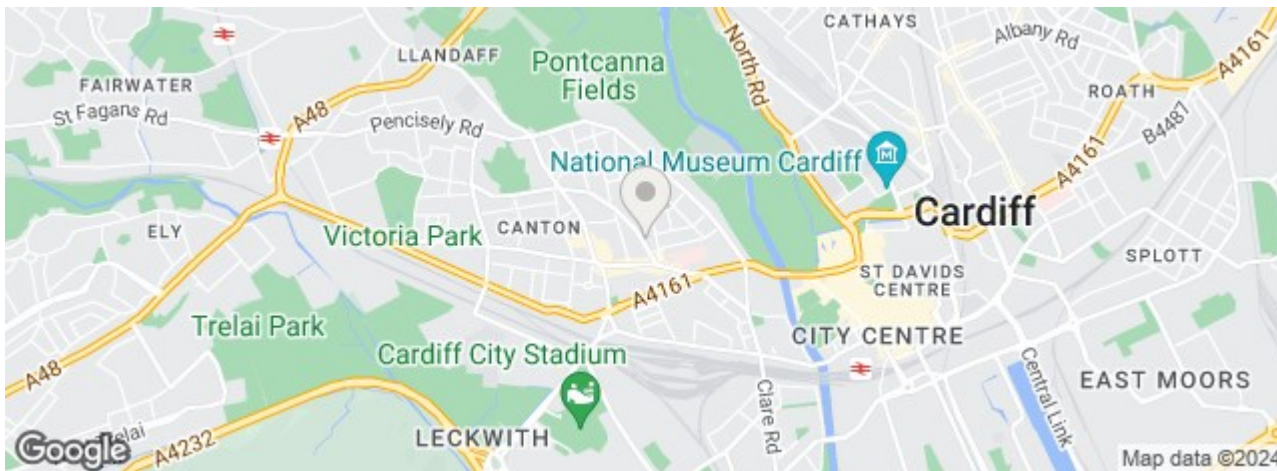 CATHAYS
Albany Rd
A4161
LLANDAFF
Pontcanna
Fields
North Rd
FAIRWATER
A48
ROATH
St Fagans Rd
Pencisely Rd
B4487
National Museum Cardiff
A4161
Cardiff
ELY
CANTON
Victoria Park
SPLOTT
ST DAVIDS
CENTRE
A4161
Trelai Park
CITY CENTRE
Cardiff City Stadium
A48
EAST MOORS
Clare Rd
Central Link
LECKWITH
A4232
Google
Map data ©2024